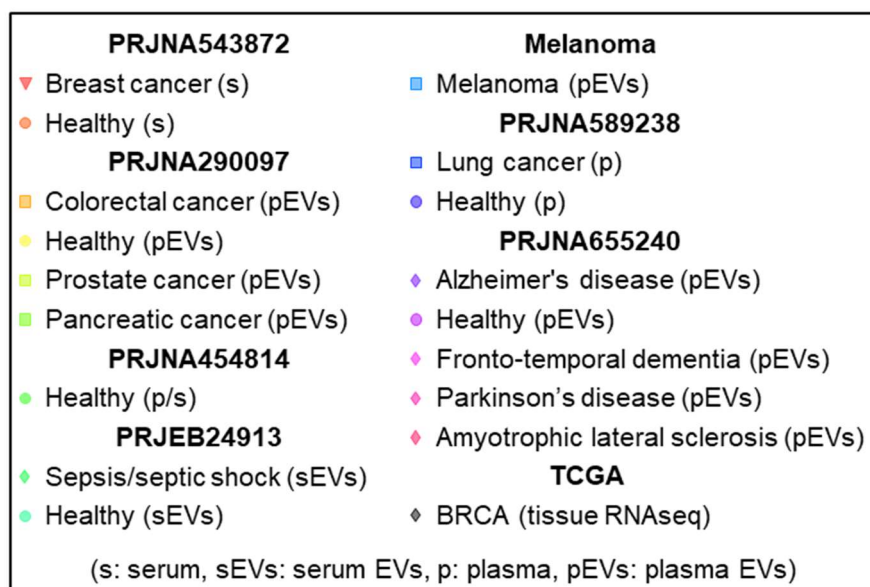 PRJNA543872
Breast cancer (s)
Healthy (s)
PRJNA290097
Colorectal cancer (pEVs)
Healthy (pEVs)
Prostate cancer (pEVs)
Pancreatic cancer (pEVs)
PRJNA454814
Healthy (p/s)
PRJEB24913
Sepsis/septic shock (sEVs)
Healthy (sEVs)
Melanoma
Melanoma (pEVs)
PRJNA589238
Lung cancer (p)
Healthy (p)
PRJNA655240
Alzheimer's disease (pEVs)
Healthy (pEVs)
Fronto-temporal dementia (pEVs)
Parkinson’s disease (pEVs)
Amyotrophic lateral sclerosis (pEVs)
TCGA
BRCA (tissue RNAseq)
(s: serum, sEVs: serum EVs, p: plasma, pEVs: plasma EVs)